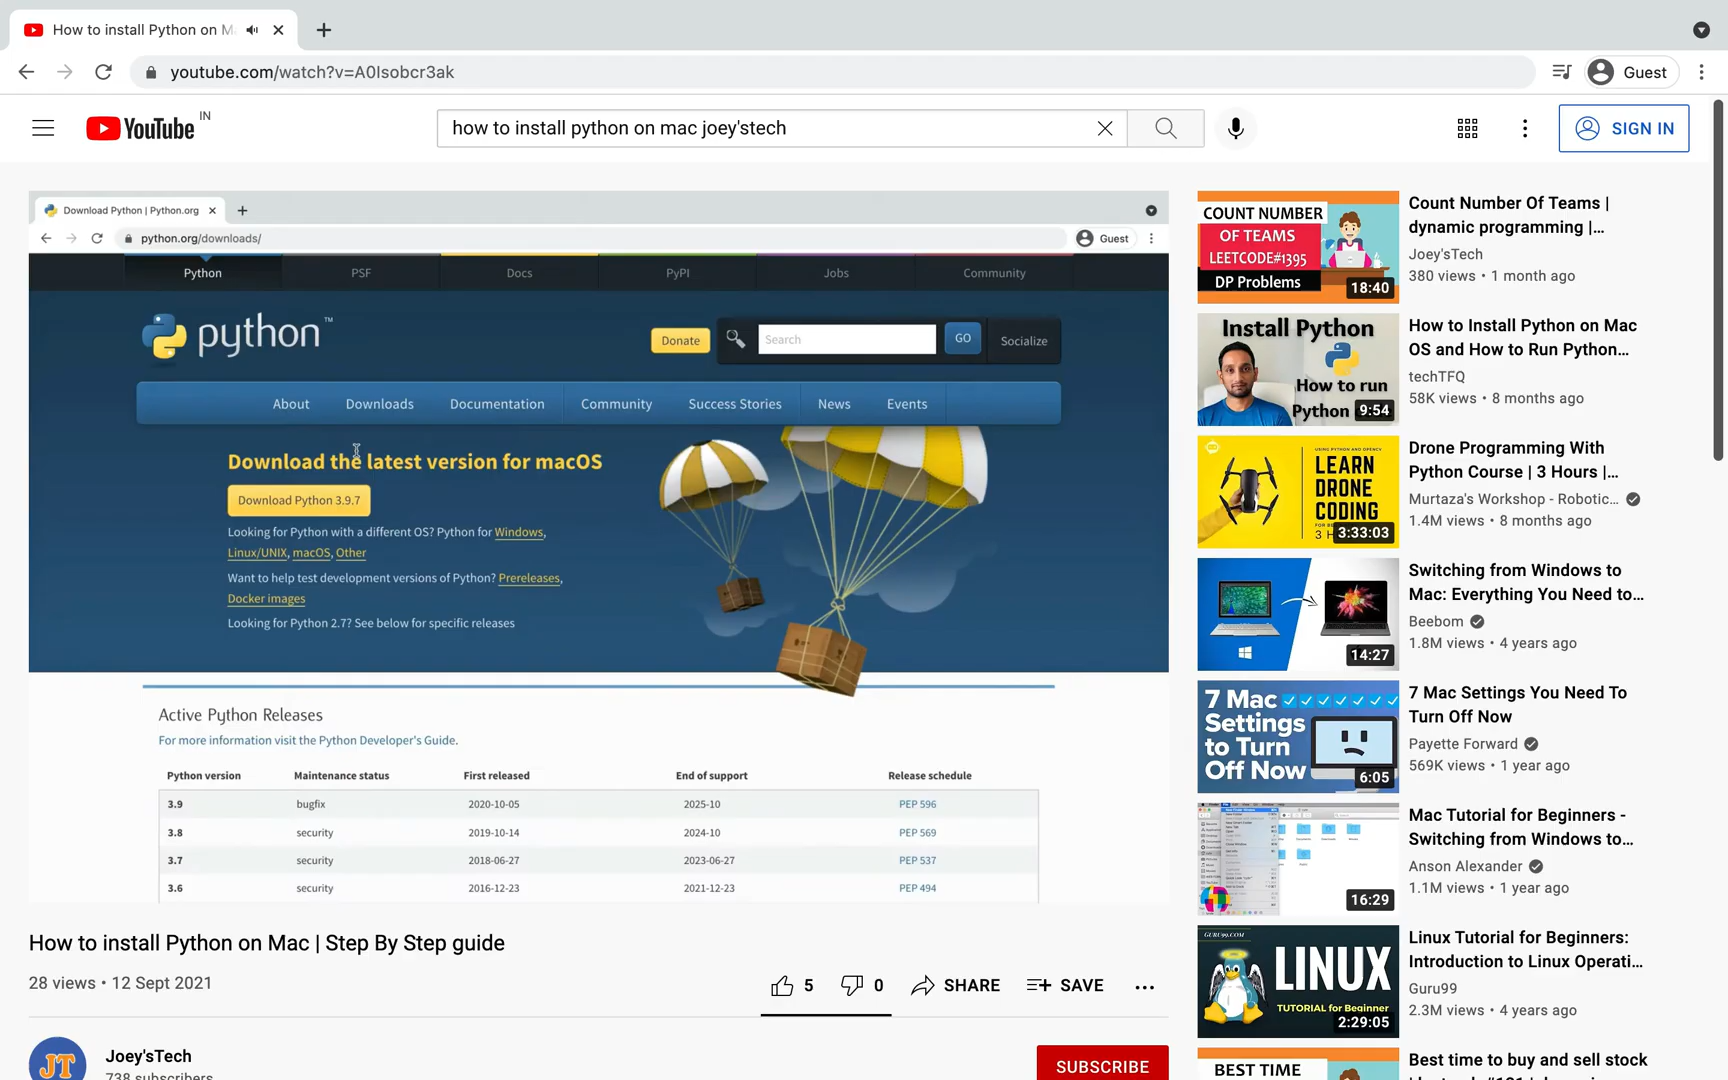 How to install Python on M
youtube.com/watch?v=A0Isobcr3ak
Guest
YouTube IN
how to install python on mac joey'stech
SIGN IN
Download Python | Python.org
python.org/downloads/
Guest
Python PSF Docs PyPI Jobs Community
python™
Donate
Search
GO
Socialize
About Downloads Documentation Community Success Stories News Events
Download the latest version for macOS
Download Python 3.9.7
Looking for Python with a different OS? Python for Windows,
Linux/UNIX, macOS, Other
Want to help test development versions of Python? Prereleases,
Docker images
Looking for Python 2.7? See below for specific releases
Active Python Releases
For more information visit the Python Developer's Guide.
Python version Maintenance status First released End of support Release schedule
3.9 bugfix 2020-10-05 2025-10 PEP 596
3.8 security 2019-10-14 2024-10 PEP 569
3.7 security 2018-06-27 2023-06-27 PEP 537
3.6 security 2016-12-23 2021-12-23 PEP 494
How to install Python on Mac | Step By Step guide
28 views • 12 Sept 2021
5 0 SHARE SAVE
JT
Joey'sTech
738 subscribers
SUBSCRIBE
COUNT NUMBER
OF TEAMS
LEETCODE#1395
DP Problems
18:40
Count Number Of Teams |
dynamic programming |...
Joey'sTech
380 views • 1 month ago
Install Python
How to run
Python
9:54
How to Install Python on Mac
OS and How to Run Python...
techTFQ
58K views • 8 months ago
USING PYTHON AND OPENCV
LEARN
DRONE
CODING
3 H
3:33:03
Drone Programming With
Python Course | 3 Hours |...
Murtaza's Workshop - Robotic...
1.4M views • 8 months ago
14:27
Switching from Windows to
Mac: Everything You Need to...
Beebom
1.8M views • 4 years ago
7 Mac
Settings
to Turn
Off Now
6:05
7 Mac Settings You Need To
Turn Off Now
Payette Forward
569K views • 1 year ago
16:29
Mac Tutorial for Beginners -
Switching from Windows to...
Anson Alexander
1.1M views • 1 year ago
GURU99.COM
LINUX
TUTORIAL for Beginner
2:29:05
Linux Tutorial for Beginners:
Introduction to Linux Operati...
Guru99
2.3M views • 4 years ago
BEST TIME
Best time to buy and sell stock